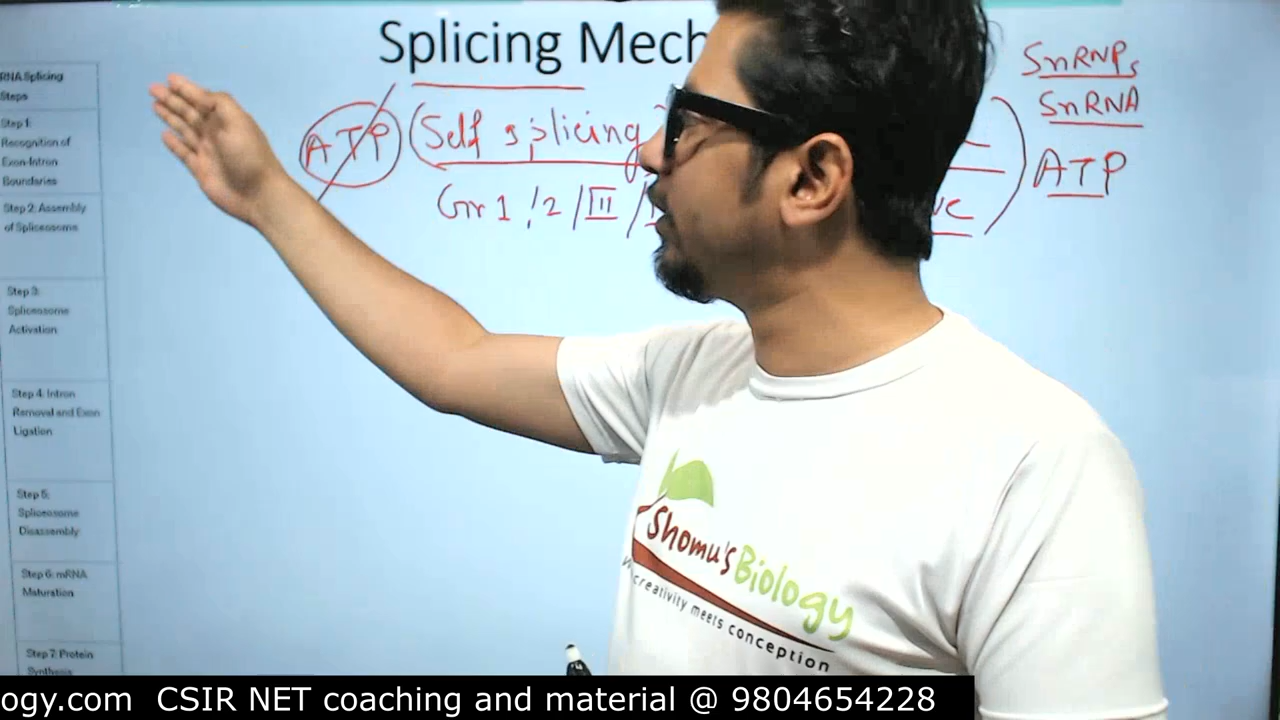 Splicing Mech
SnRNPs
SnRNA
ATP
ATP
(Self splicing
Gr 1 / 2 / III /
RNA Splicing
Steps
Step 1:
Recognition of
Exon-Intron
Boundaries
Step 2: Assembly
of Spliceosome
Step 3:
Spliceosome
Activation
Step 4: Intron
Removal and Exon
Ligation
Step 5:
Spliceosome
Disassembly
Step 6: mRNA
Maturation
Step 7: Protein
Synthesis
Shomu's Biology
creativity meets conception
ogy.com CSIR NET coaching and material @ 9804654228